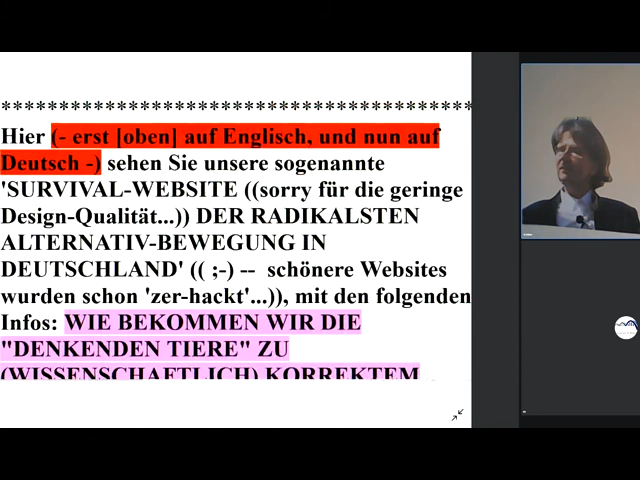 ****************************************
Hier (- erst [oben] auf Englisch, und nun auf
Deutsch -) sehen Sie unsere sogenannte
'SURVIVAL-WEBSITE ((sorry für die geringe
Design-Qualität...)) DER RADIKALSTEN
ALTERNATIV-BEWEGUNG IN
DEUTSCHLAND' (( ;-) -- schönere Websites
wurden schon 'zer-hackt'...)), mit den folgenden
Infos: WIE BEKOMMEN WIR DIE
"DENKENDEN TIERE" ZU
(WISSENSCHAFTLICH) KORREKTEM